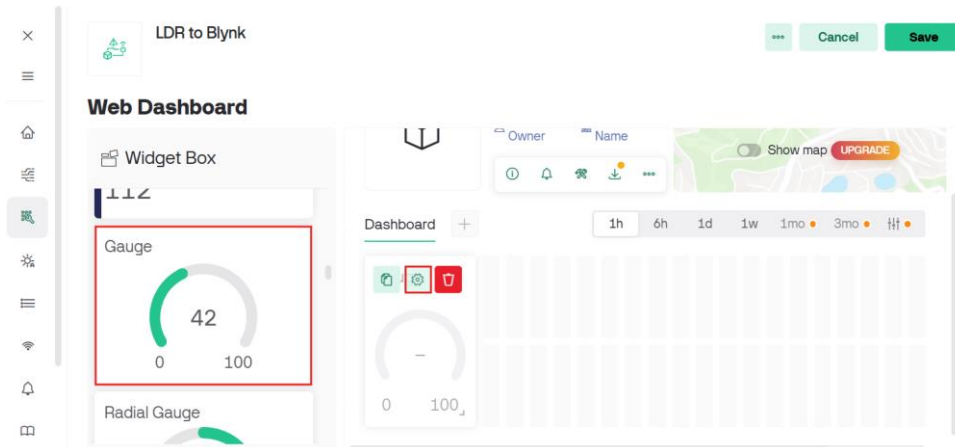 LDR to Blynk
Cancel
Save
Web Dashboard
Widget Box
112
Gauge
42
0 100
Radial Gauge
Owner Name
Show map UPGRADE
Dashboard
1h 6h 1d 1w 1mo 3mo
–
0 100